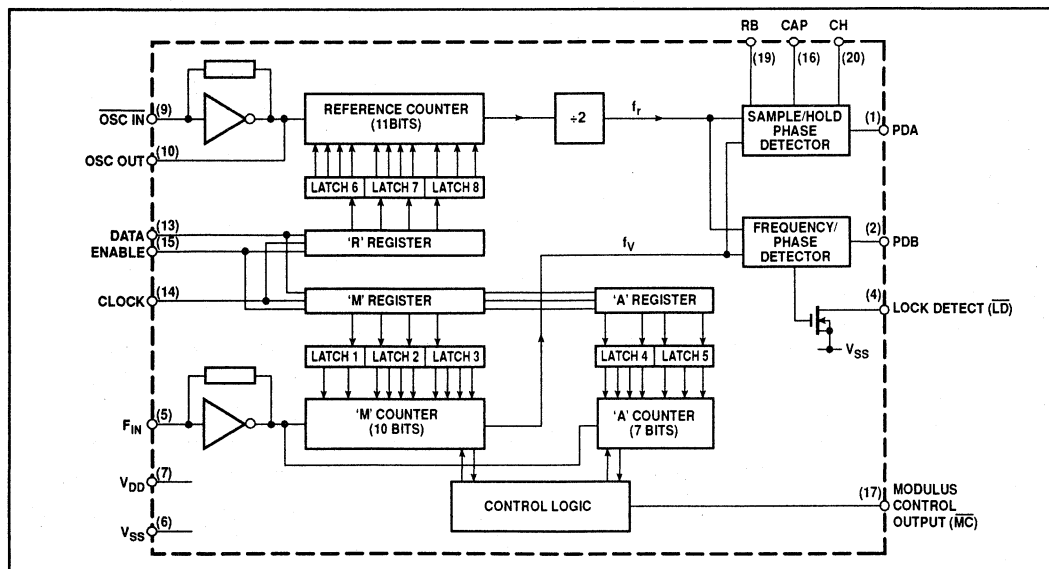 RB CAP CH
(19) (16) (20)
OSC IN (9)
REFERENCE COUNTER
(11BITS)
÷2
fr
SAMPLE/HOLD
PHASE
DETECTOR
(1) PDA
OSC OUT (10)
LATCH 6 LATCH 7 LATCH 8
DATA (13)
ENABLE (15)
'R' REGISTER
fV
FREQUENCY/
PHASE
DETECTOR
(2) PDB
CLOCK (14)
'M' REGISTER
'A' REGISTER
(4) LOCK DETECT (LD)
VSS
LATCH 1 LATCH 2 LATCH 3
LATCH 4 LATCH 5
FIN (5)
'M' COUNTER
(10 BITS)
'A' COUNTER
(7 BITS)
VDD (7)
CONTROL LOGIC
(17) MODULUS
CONTROL
OUTPUT (MC)
VSS (6)